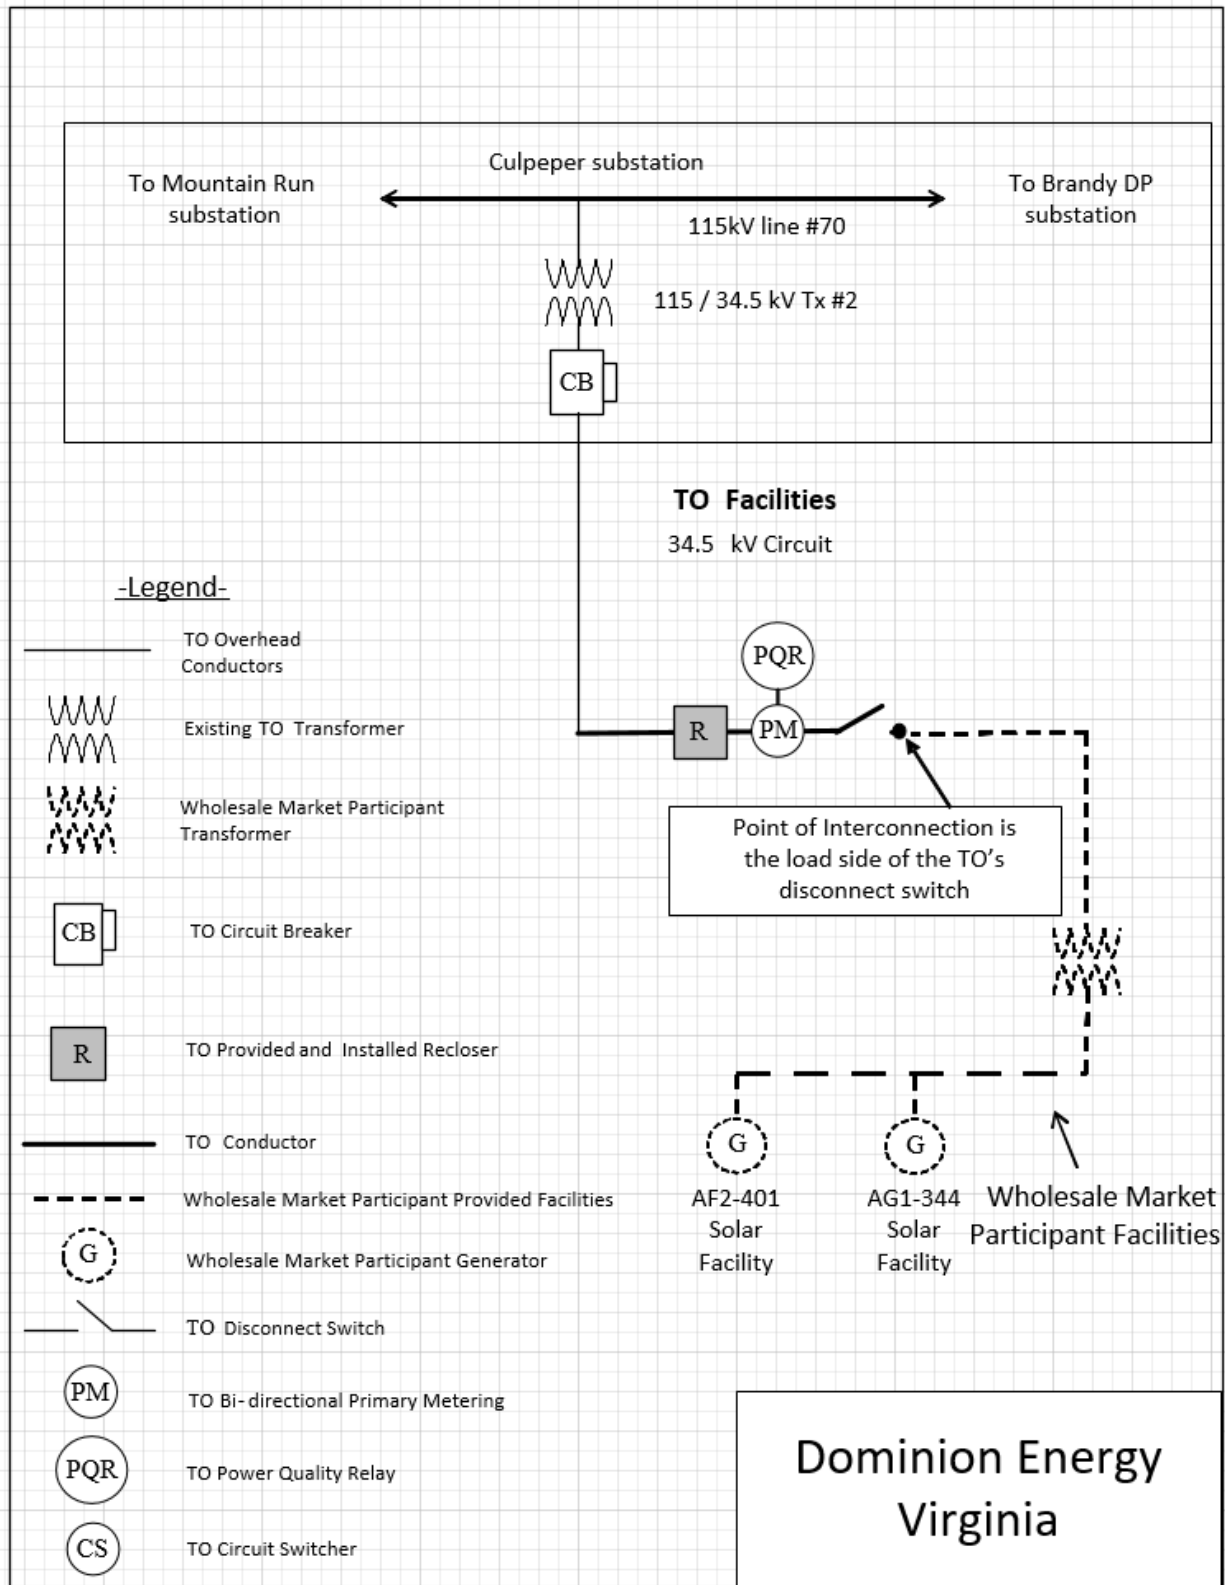 Culpeper substation
To Mountain Run
substation
To Brandy DP
substation
115kV line #70
115 / 34.5 kV Tx #2
CB
TO Facilities
34.5 kV Circuit
-Legend-
TO Overhead
Conductors
Existing TO Transformer
Wholesale Market Participant
Transformer
CB
TO Circuit Breaker
R
TO Provided and Installed Recloser
TO Conductor
Wholesale Market Participant Provided Facilities
G
Wholesale Market Participant Generator
TO Disconnect Switch
PM
TO Bi-directional Primary Metering
PQR
TO Power Quality Relay
CS
TO Circuit Switcher
PQR
R
PM
Point of Interconnection is
the load side of the TO’s
disconnect switch
G
G
AF2-401
Solar
Facility
AG1-344
Solar
Facility
Wholesale Market
Participant Facilities
Dominion Energy
Virginia